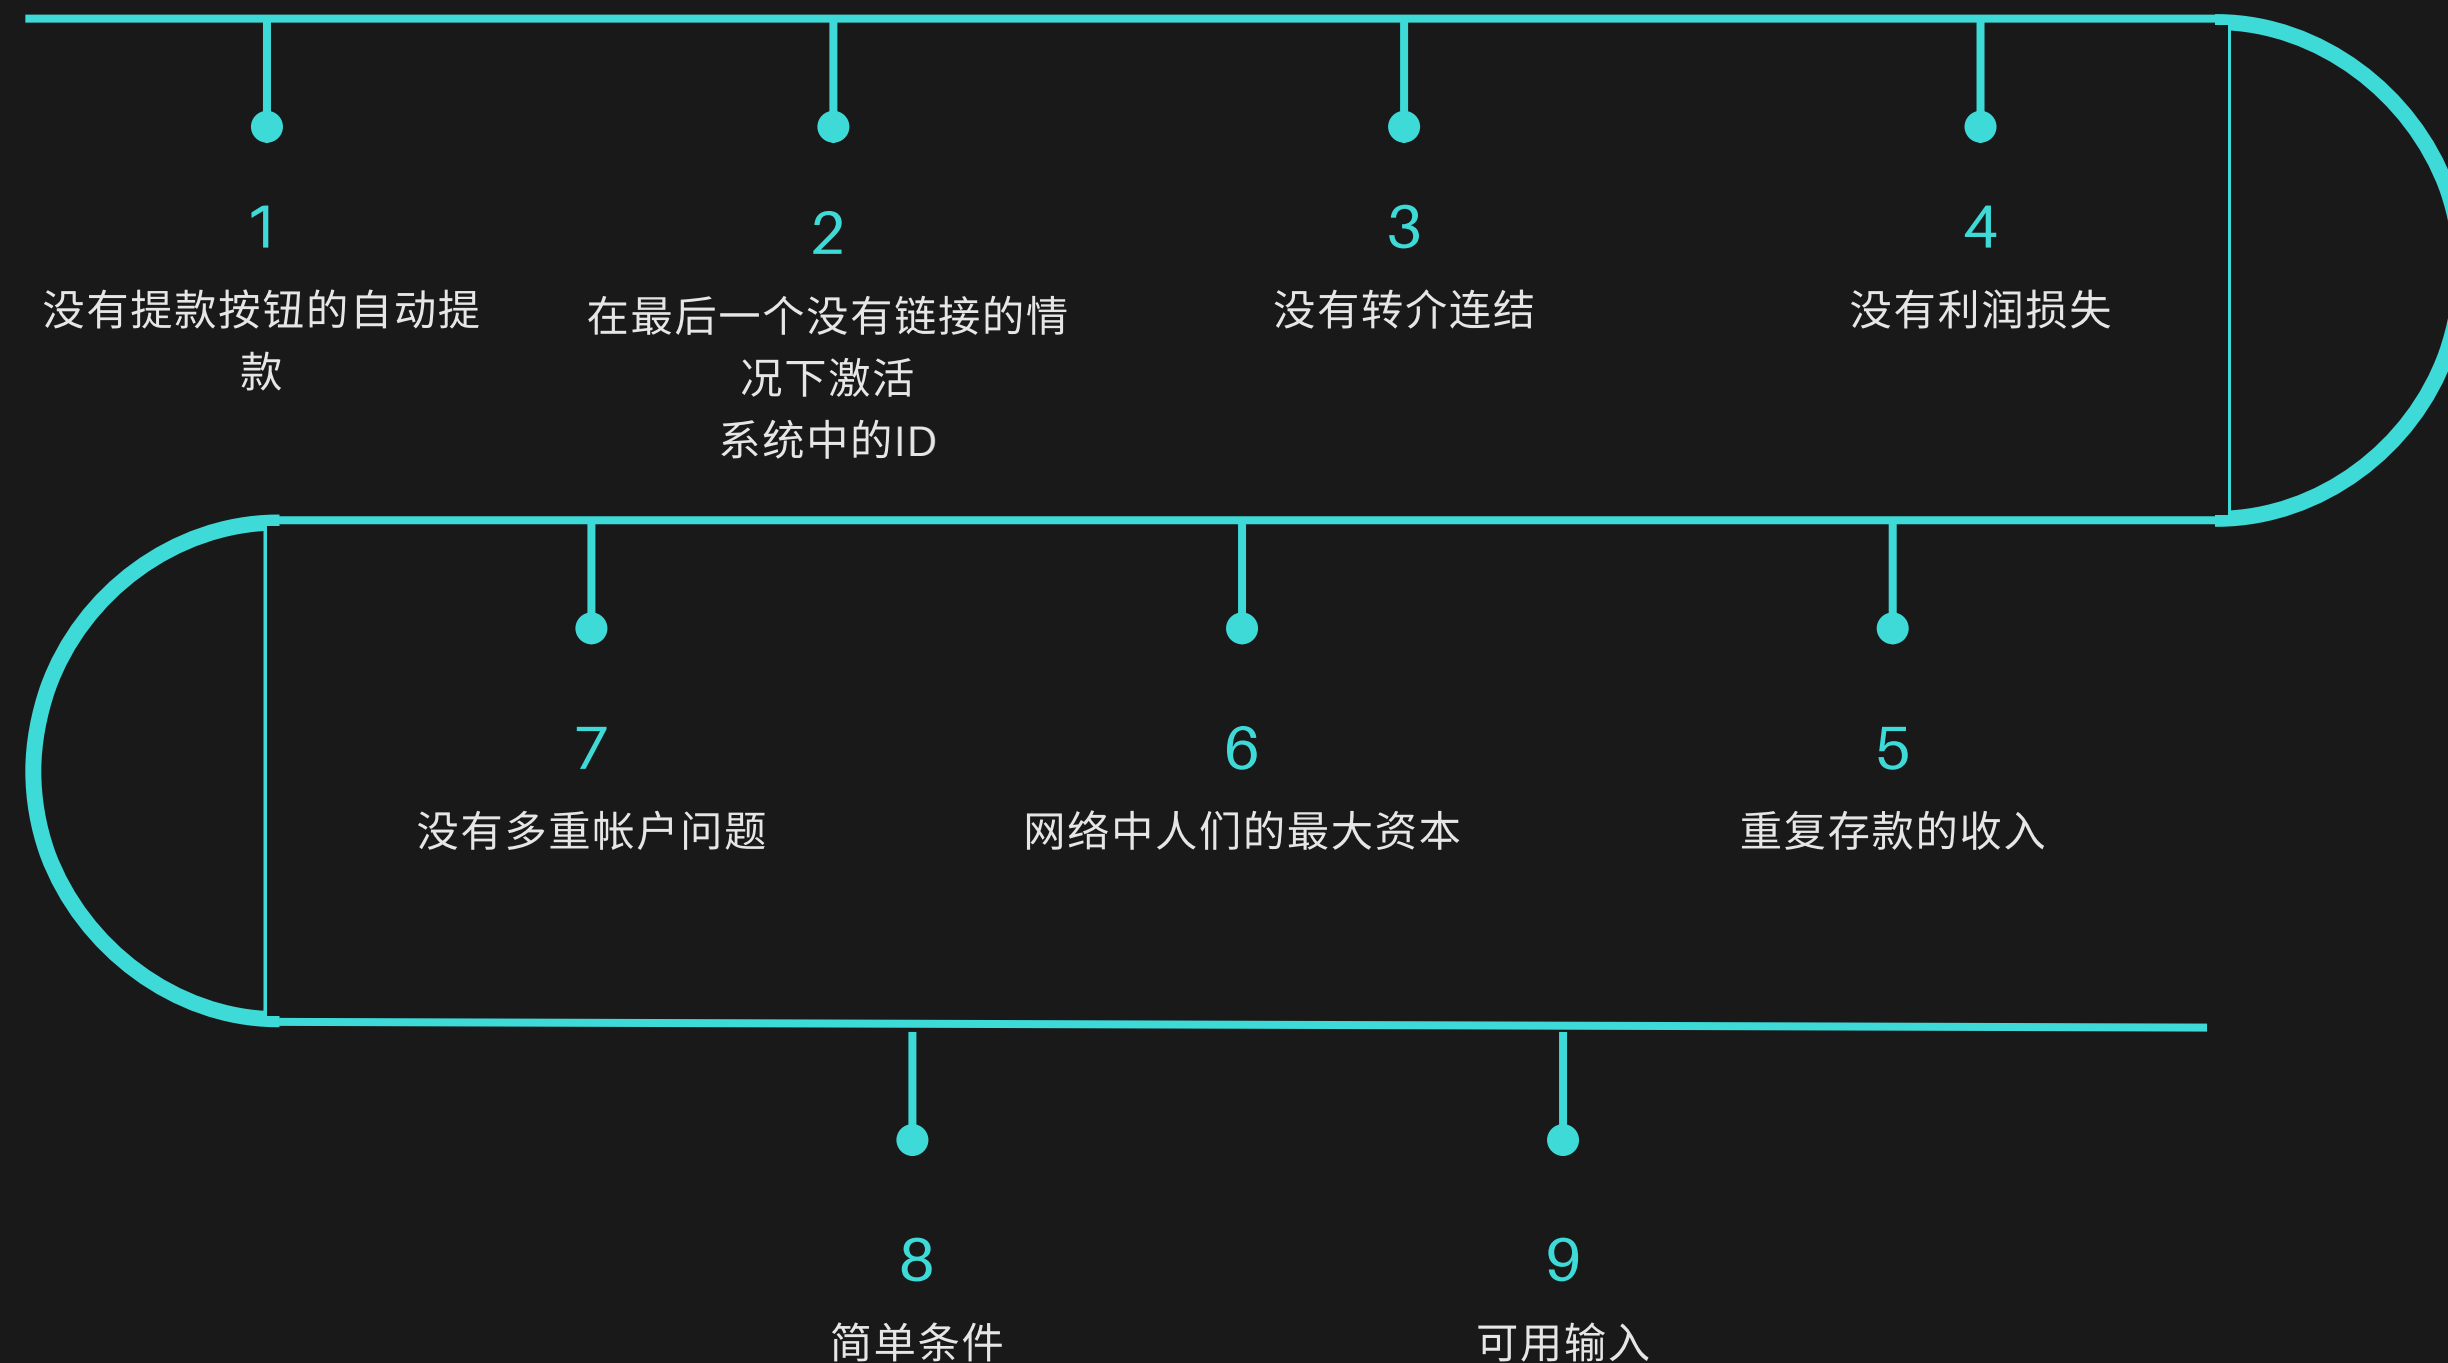 1
没有提款按钮的自动提
款
2
在最后一个没有链接的情
况下激活
系统中的ID
3
没有转介连结
4
没有利润损失
5
重复存款的收入
6
网络中人们的最大资本
7
没有多重帐户问题
8
简单条件
9
可用输入